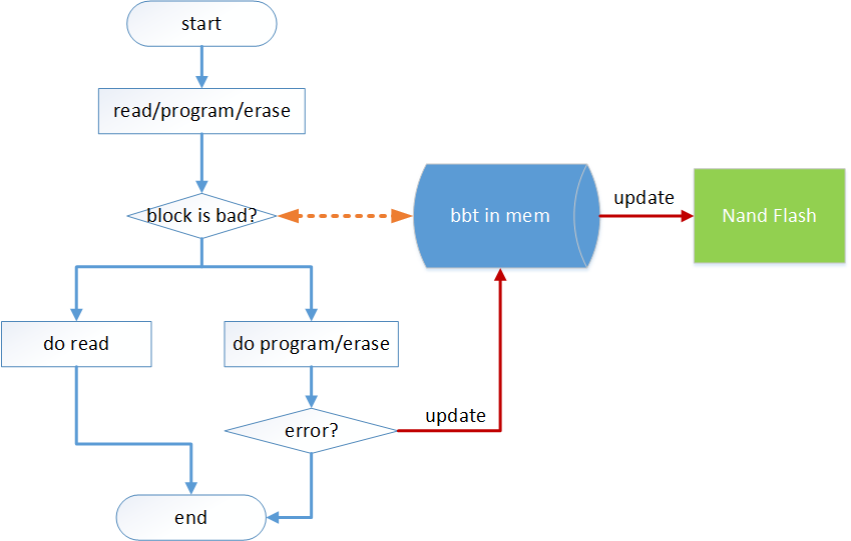 start
read/program/erase
block is bad?
bbt in mem
update
Nand Flash
do read
do program/erase
error?
update
end